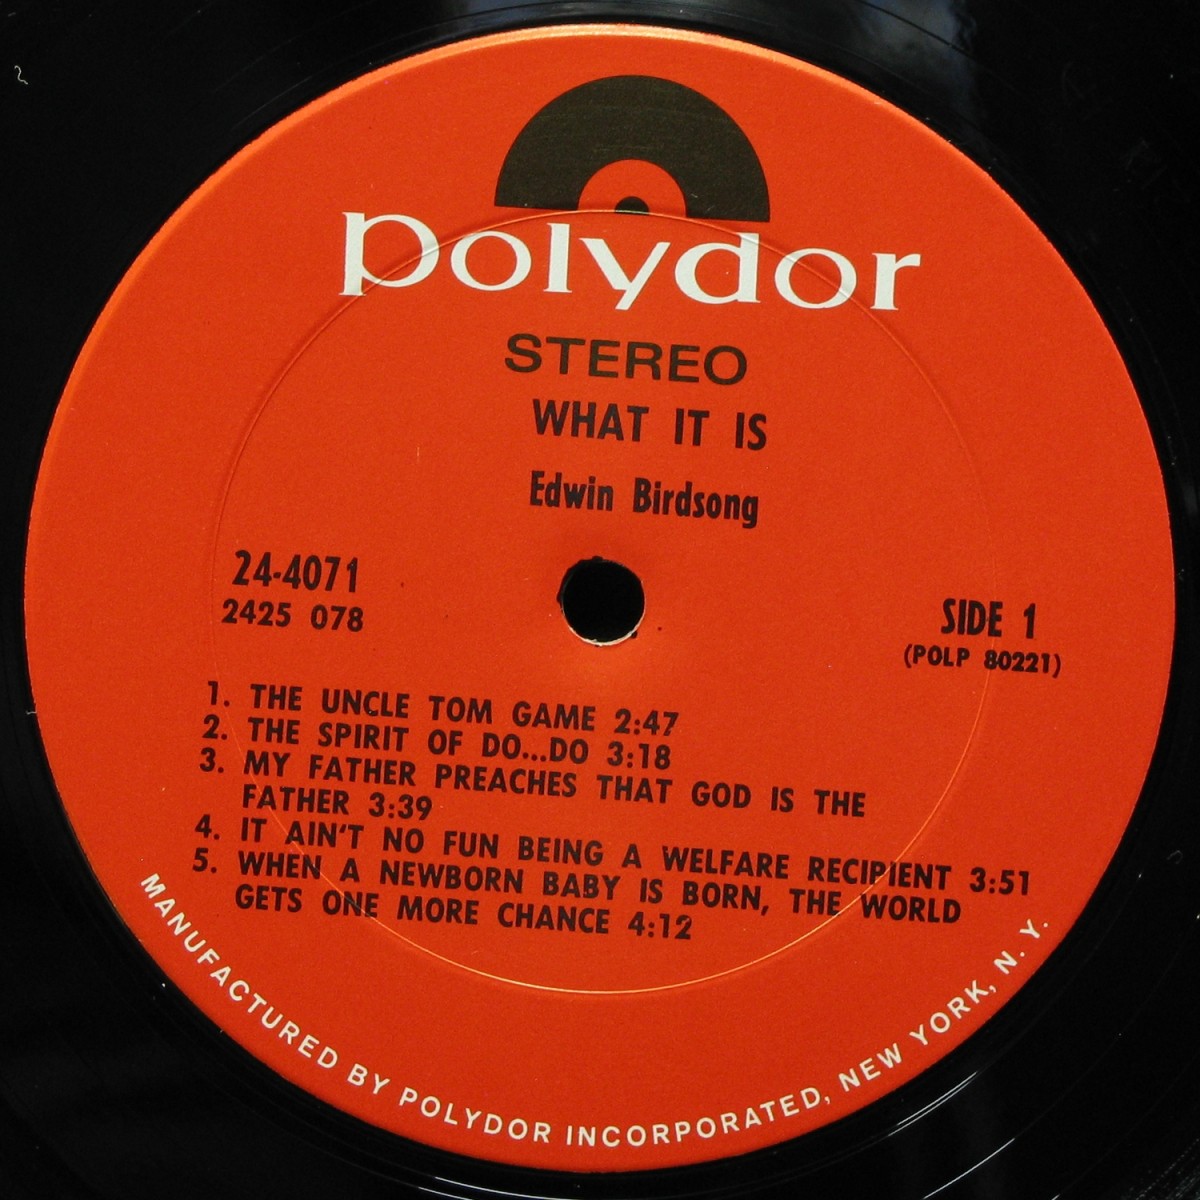 polydor
STEREO
WHAT IT IS
Edwin Birdsong
24-4071
2425 078
SIDE 1
(POLP 80221)
1. THE UNCLE TOM GAME 2:47
2. THE SPIRIT OF DO...DO 3:18
3. MY FATHER PREACHES THAT GOD IS THE
FATHER 3:39
4. IT AIN'T NO FUN BEING A WELFARE RECIPIENT 3:51
5. WHEN A NEWBORN BABY IS BORN, THE WORLD
GETS ONE MORE CHANCE 4:12
MANUFACTURED BY POLYDOR INCORPORATED, NEW YORK, N.Y.